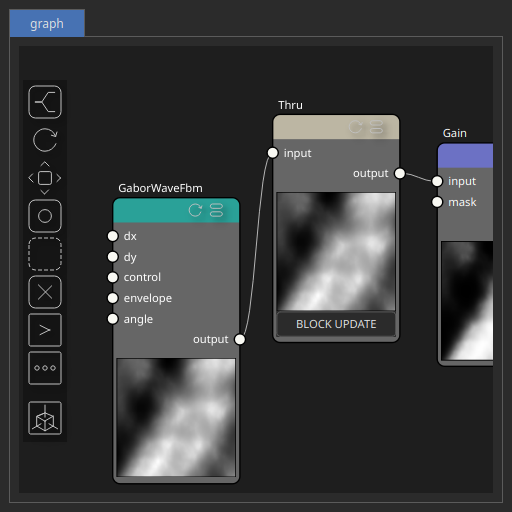 graph
Thru
input
output
BLOCK UPDATE
Gain
input
mask
GaborWaveFbm
dx
dy
control
envelope
angle
output